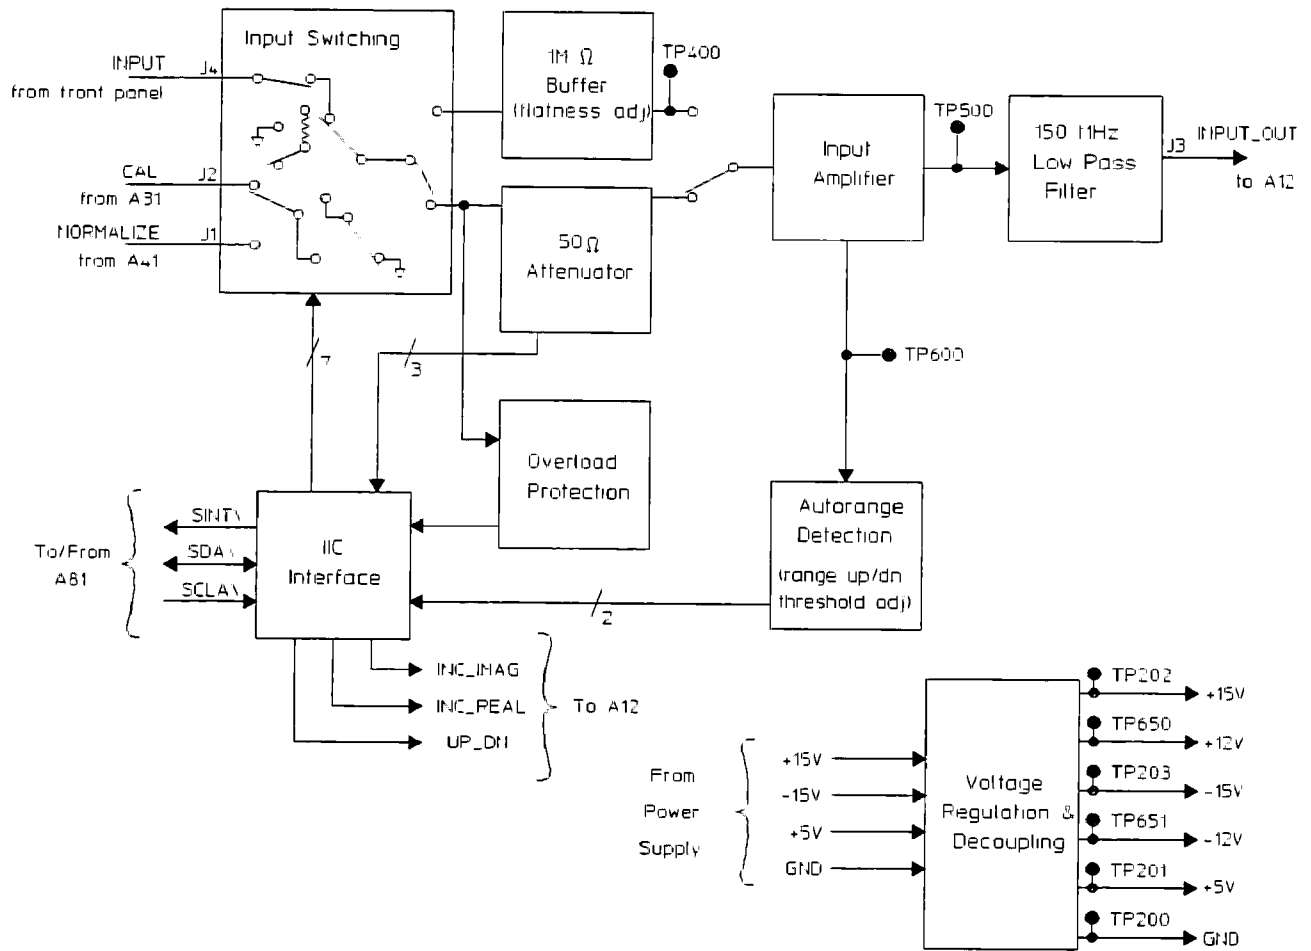 Input Switching
INPUT
J4
from front panel
CAL
J2
from A31
NORMALIZE
J1
from A41
1M Ω
Buffer
(flatness adj)
TP400
50Ω
Attenuator
Input
Amplifier
TP500
150 MHz
Low Pass
Filter
J3
INPUT_OUT
to A12
TP600
7
3
Overload
Protection
Autorange
Detection
(range up/dn
threshold adj)
2
To/From
A81
SINT\
SDA\
SCLA\
IIC
Interface
INC_IMAG
INC_REAL
UP_DN
To A12
From
Power
Supply
+15V
-15V
+5V
GND
Voltage
Regulation &
Decoupling
TP202
+15V
TP650
+12V
TP203
-15V
TP651
-12V
TP201
+5V
TP200
GND